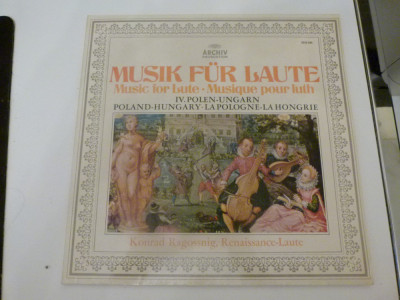 ARCHIV
PRODUKTION
MUSIK FÜR LAUTE
Music for Lute · Musique pour luth
IV. POLEN-UNGARN
POLAND-HUNGARY · LA POLOGNE-LA HONGRIE
Konrad Ragossnig, Renaissance-Laute